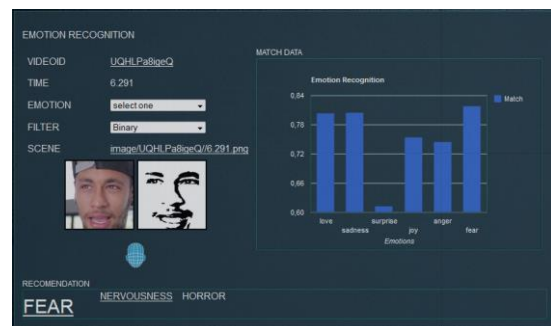 EMOTION RECOGNITION
VIDEOID UQHLPa8igeQ
TIME 6.291
EMOTION select one
FILTER Binary
SCENE image/UQHLPa8igeQ//6.291.png
MATCH DATA
Emotion Recognition
Match
0,84
0,78
0,72
0,66
0,60
love
sadness
surprise
joy
anger
fear
Emotions
RECOMENDATION
FEAR NERVOUSNESS HORROR